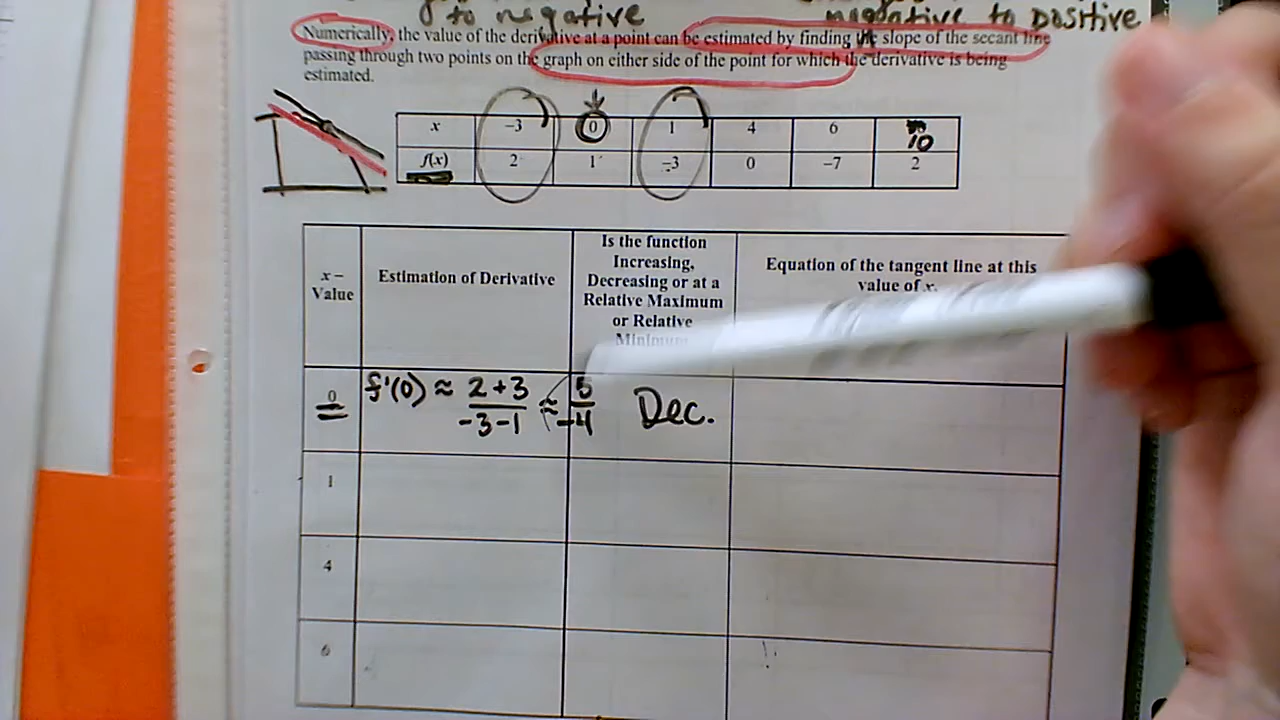 to negative
negative to positive
Numerically, the value of the derivative at a point can be estimated by finding the slope of the secant line
passing through two points on the graph on either side of the point for which the derivative is being
estimated.
x −3 0 1 4 6 10
f(x) 2 1 −3 0 −7 2
x – Value
Estimation of Derivative
Is the function
Increasing,
Decreasing or at a
Relative Maximum
or Relative
Minimum
Equation of the tangent line at this
value of x.
0 f'(0) ≈ 2+3 / -3-1 ≈ 5 / -4 Dec.
1
4
6